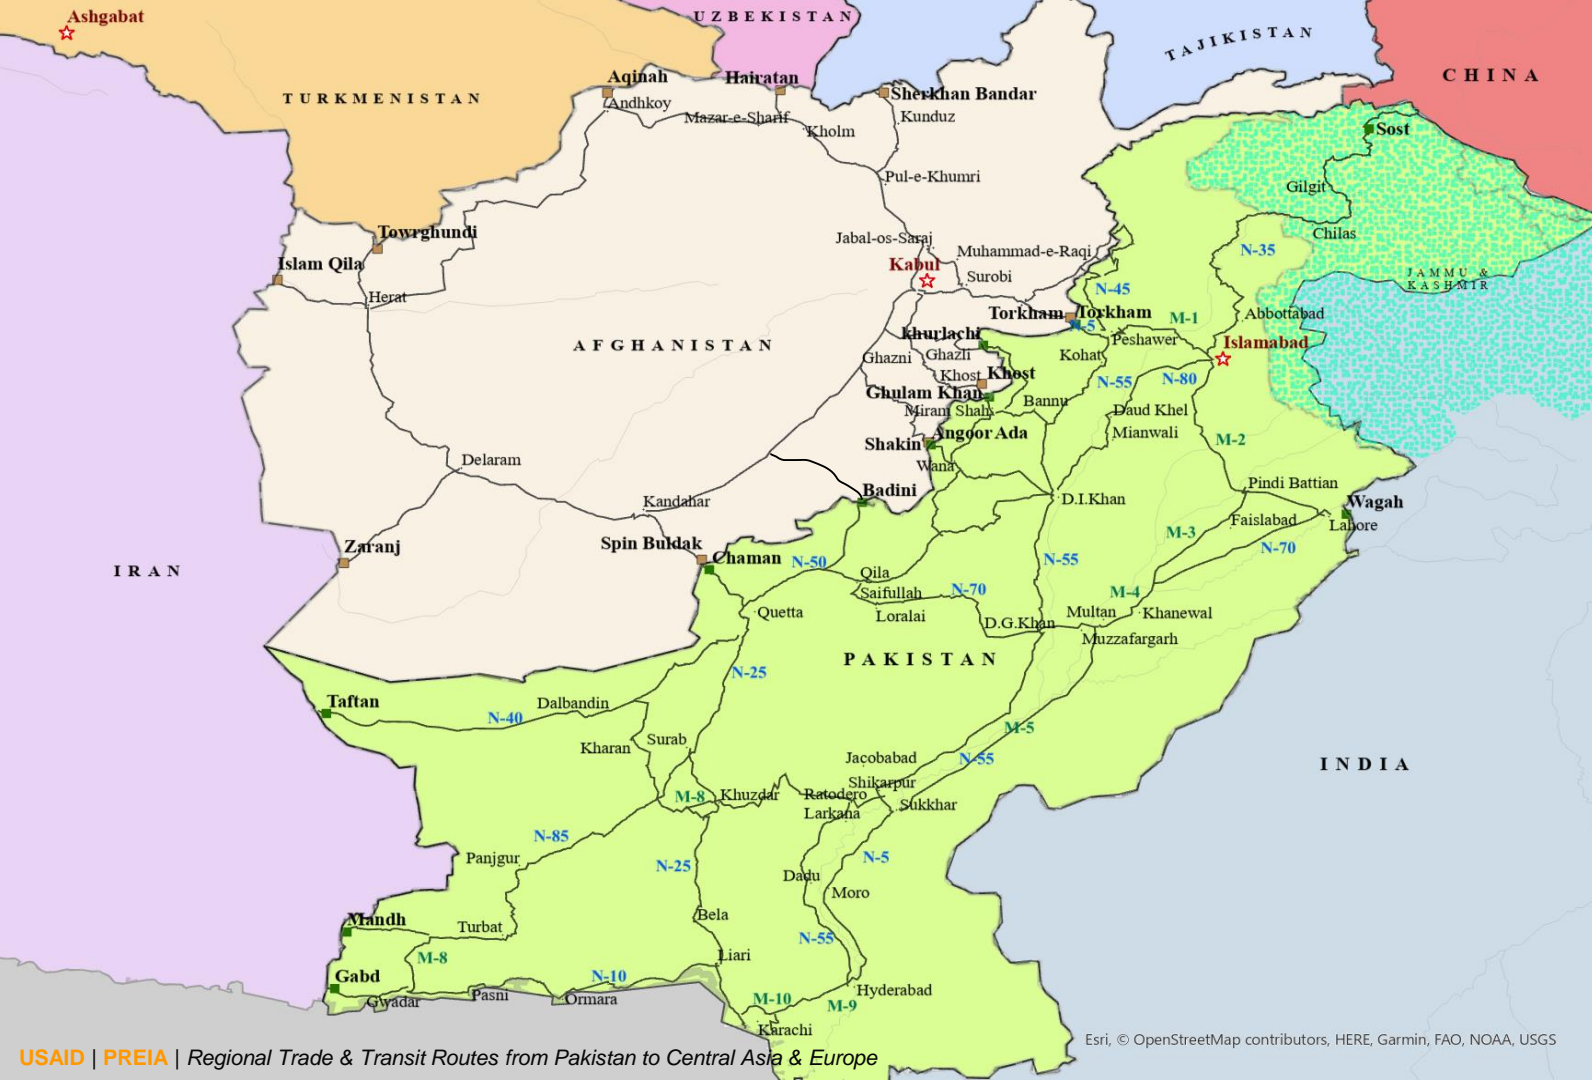 Ashgabat
UZBEKISTAN
TAJIKISTAN
CHINA
TURKMENISTAN
Aqinah
Hairatan
Andhkoy
Sherkhan Bandar
Mazar-e-Sharif
Kunduz
Kholm
Sost
Pul-e-Khumri
Gilgit
Towrghundi
Jabal-os-Saraj
Chilas
Muhammad-e-Raqi
N-35
Islam Qila
Kabul
Surobi
JAMMU &
KASHMIR
Herat
N-45
Torkham
Torkham
M-1
Abbottabad
N-5
khurlachi
Peshawer
Islamabad
AFGHANISTAN
Ghazni
Ghazli
Kohat
Khost
Khost
N-55
N-80
Ghulam Khan
Miram Shah
Bannu
Daud Khel
Shakin
Angoor Ada
Mianwali
M-2
Delaram
Wana
Badini
Pindi Battian
Kandahar
D.I.Khan
Wagah
Faislabad
Lahore
Zaranj
Spin Buldak
M-3
N-70
Chaman
N-50
N-55
IRAN
Qila
Saifullah
N-70
M-4
Quetta
Loralai
Multan
Khanewal
D.G.Khan
Muzzafargarh
PAKISTAN
N-25
Taftan
Dalbandin
N-40
M-5
Kharan
Surab
Jacobabad
N-55
INDIA
Shikarpur
M-8
Khuzdar
Ratodero
Sukkhar
Larkana
N-85
Panjgur
N-25
N-5
Dadu
Moro
Mandh
Turbat
Bela
N-55
M-8
Liari
Gabd
N-10
Gwadar
Pasni
Ormara
M-10
M-9
Hyderabad
Karachi
Esri, © OpenStreetMap contributors, HERE, Garmin, FAO, NOAA, USGS
USAID | PREIA | Regional Trade & Transit Routes from Pakistan to Central Asia & Europe